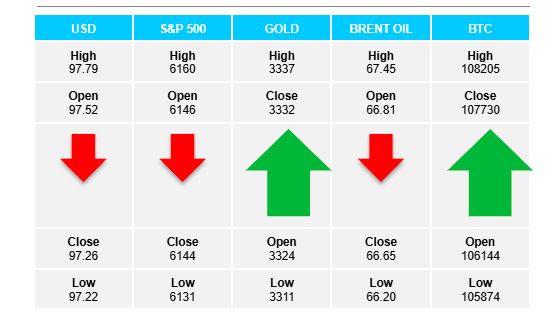 USD S&P 500 GOLD BRENT OIL BTC
High High High High High
97.79 6160 3337 67.45 108205
Open Open Close Open Close
97.52 6146 3332 66.81 107730
Close Close Open Close Open
97.26 6144 3324 66.65 106144
Low Low Low Low Low
97.22 6131 3311 66.20 105874